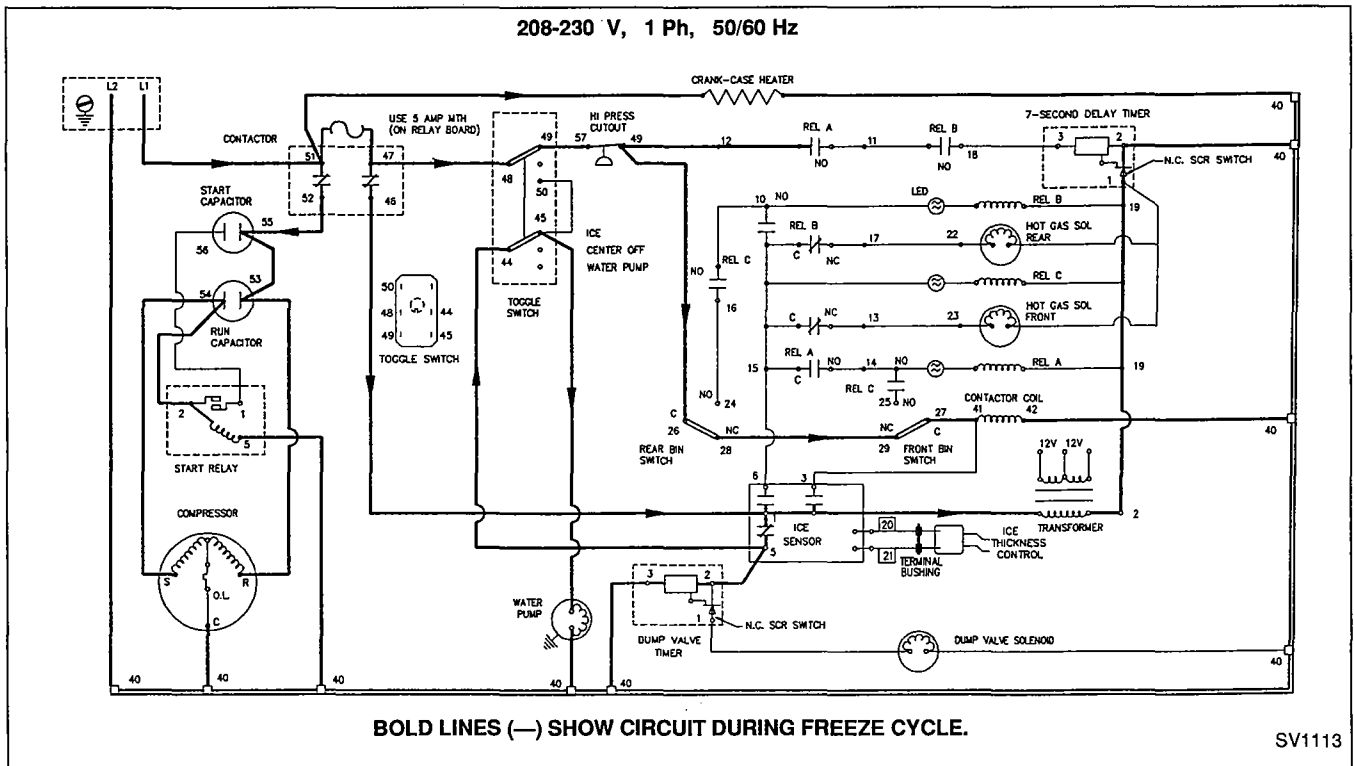 208-230 V, 1 Ph, 50/60 Hz
L2 L1
CRANK-CASE HEATER
40
USE 5 AMP MTH
(ON RELAY BOARD)
CONTACTOR
51 47
52 46
49 57
HI PRESS
CUTOUT
49
48
50
45
44
12
REL A
NO
11
REL B
NO
18
7-SECOND DELAY TIMER
3 2
1
N.C. SCR SWITCH
40
START
CAPACITOR
55
56
53
54
RUN
CAPACITOR
ICE
CENTER OFF
WATER PUMP
TOGGLE
SWITCH
50
48 44
49 45
TOGGLE SWITCH
10 NO
LED
REL B
19
REL B
C NC
17
22
HOT GAS SOL
REAR
NO
REL C
16
REL C
C NC
13
23
HOT GAS SOL
FRONT
15
REL A
C NO
14
NO
REL C
25 NO
REL A
19
NO 24
C
26
REAR BIN
SWITCH
NC
28
NC
29
27
C
FRONT BIN
SWITCH
CONTACTOR COIL
41 42
40
12V 12V
TRANSFORMER
2
2 1
5
START RELAY
COMPRESSOR
S R
O.L.
C
6 3
1
5
ICE
SENSOR
20
21
TERMINAL
BUSHING
ICE
THICKNESS
CONTROL
WATER
PUMP
3 2
1
N.C. SCR SWITCH
DUMP VALVE
TIMER
DUMP VALVE SOLENOID
40
40 40 40 40 40
BOLD LINES (—) SHOW CIRCUIT DURING FREEZE CYCLE.
SV1113